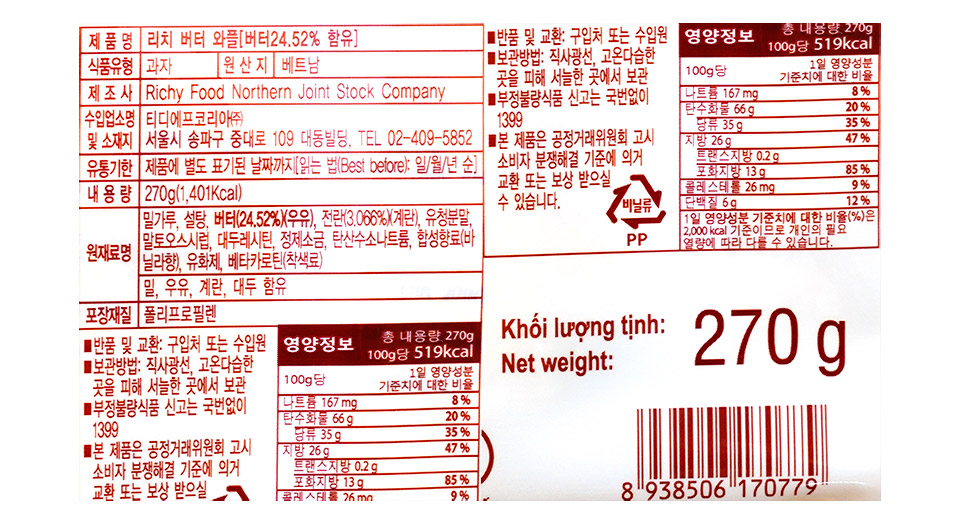 제 품 명 리치 버터 와플[버터24.52% 함유]
식품유형 과자 원 산 지 베트남
제 조 사 Richy Food Northern Joint Stock Company
수입업소명 및 소재지 티디에프코리아㈜
서울시 송파구 중대로 109 대동빌딩, TEL 02-409-5852
유통기한 제품에 별도 표기된 날짜까지[읽는 법(Best before): 일/월/년 순]
내 용 량 270g(1,401Kcal)
원재료명 밀가루, 설탕, 버터(24.52%)(우유), 전란(3.066%)(계란), 유청분말,
말토오스시럽, 대두레시틴, 정제소금, 탄산수소나트륨, 합성향료(바
닐라향), 유화제, 베타카로틴(착색료)
밀, 우유, 계란, 대두 함유
포장재질 폴리프로필렌
■반품 및 교환: 구입처 또는 수입원
■보관방법: 직사광선, 고온다습한
곳을 피해 서늘한 곳에서 보관
■부정불량식품 신고는 국번없이
1399
■본 제품은 공정거래위원회 고시
소비자 분쟁해결 기준에 의거
교환 또는 보상 받으실
영양정보 총 내용량 270g
100g당 519kcal
100g당 1일 영양성분
기준치에 대한 비율
나트륨 167 mg 8%
탄수화물 66 g 20%
당류 35 g 35%
지방 26 g 47%
트랜스지방 0.2 g
포화지방 13 g 85%
콜레스테롤 26 mg 9%
■반품 및 교환: 구입처 또는 수입원
■보관방법: 직사광선, 고온다습한
곳을 피해 서늘한 곳에서 보관
■부정불량식품 신고는 국번없이
1399
■본 제품은 공정거래위원회 고시
소비자 분쟁해결 기준에 의거
교환 또는 보상 받으실
수 있습니다.
비닐류
PP
영양정보 총 내용량 270g
100g당 519kcal
100g당 1일 영양성분
기준치에 대한 비율
나트륨 167 mg 8%
탄수화물 66 g 20%
당류 35 g 35%
지방 26 g 47%
트랜스지방 0.2 g
포화지방 13 g 85%
콜레스테롤 26 mg 9%
단백질 6 g 12%
1일 영양성분 기준치에 대한 비율(%)은
2,000 kcal 기준이므로 개인의 필요
열량에 따라 다를 수 있습니다.
Khối lượng tịnh:
Net weight:
270 g
8 938506 170779